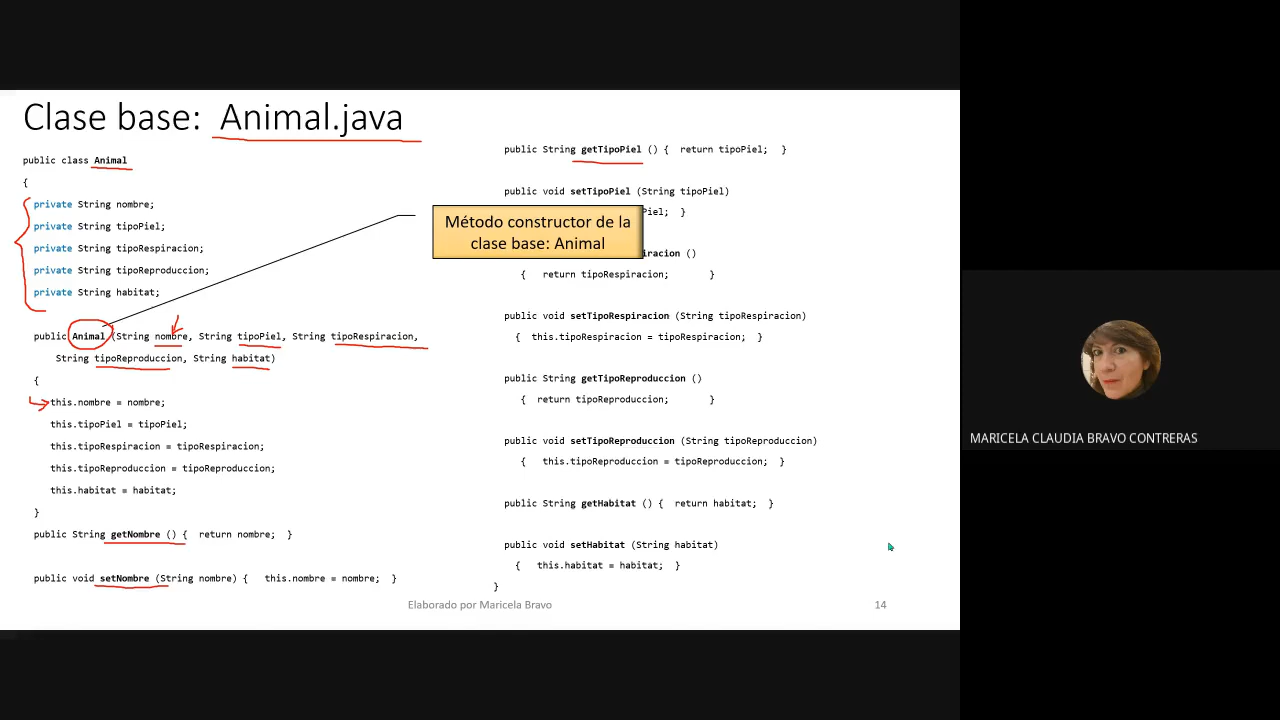 Clase base: Animal.java
public class Animal
{
private String nombre;
private String tipoPiel;
private String tipoRespiracion;
private String tipoReproduccion;
private String habitat;
public Animal (String nombre, String tipoPiel, String tipoRespiracion,
String tipoReproduccion, String habitat)
{
this.nombre = nombre;
this.tipoPiel = tipoPiel;
this.tipoRespiracion = tipoRespiracion;
this.tipoReproduccion = tipoReproduccion;
this.habitat = habitat;
}
public String getNombre () { return nombre; }
public void setNombre (String nombre) { this.nombre = nombre; }
public String getTipoPiel () { return tipoPiel; }
public void setTipoPiel (String tipoPiel)
Piel; }
Método constructor de la
clase base: Animal
iracion ()
{ return tipoRespiracion; }
public void setTipoRespiracion (String tipoRespiracion)
{ this.tipoRespiracion = tipoRespiracion; }
public String getTipoReproduccion ()
{ return tipoReproduccion; }
public void setTipoReproduccion (String tipoReproduccion)
{ this.tipoReproduccion = tipoReproduccion; }
public String getHabitat () { return habitat; }
public void setHabitat (String habitat)
{ this.habitat = habitat; }
}
Elaborado por Maricela Bravo
14
MARICELA CLAUDIA BRAVO CONTRERAS